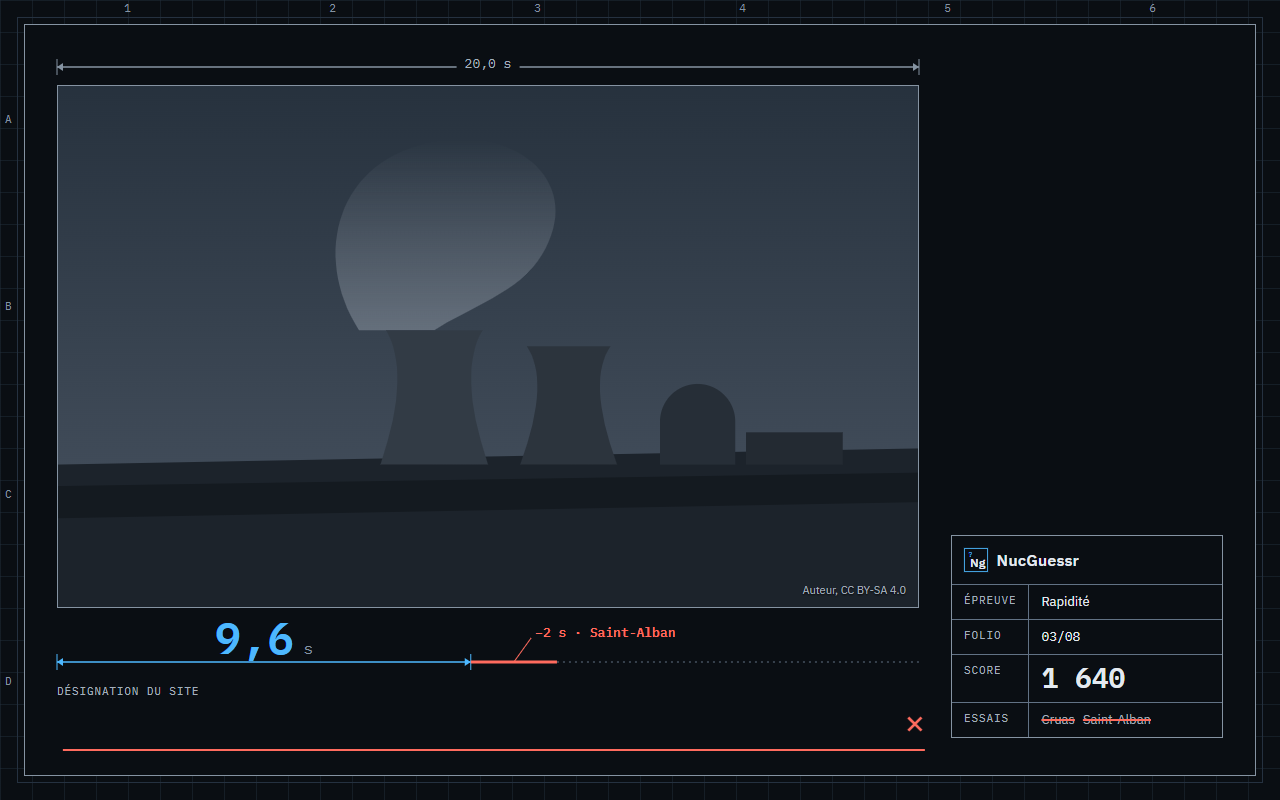 1 2 3 4 5 6
20,0 s
A
B
C
D
Auteur, CC BY-SA 4.0
9,6 s
−2 s · Saint-Alban
DÉSIGNATION DU SITE
? Ng NucGuessr
ÉPREUVE Rapidité
FOLIO 03/08
SCORE 1 640
ESSAIS Cruas Saint-Alban